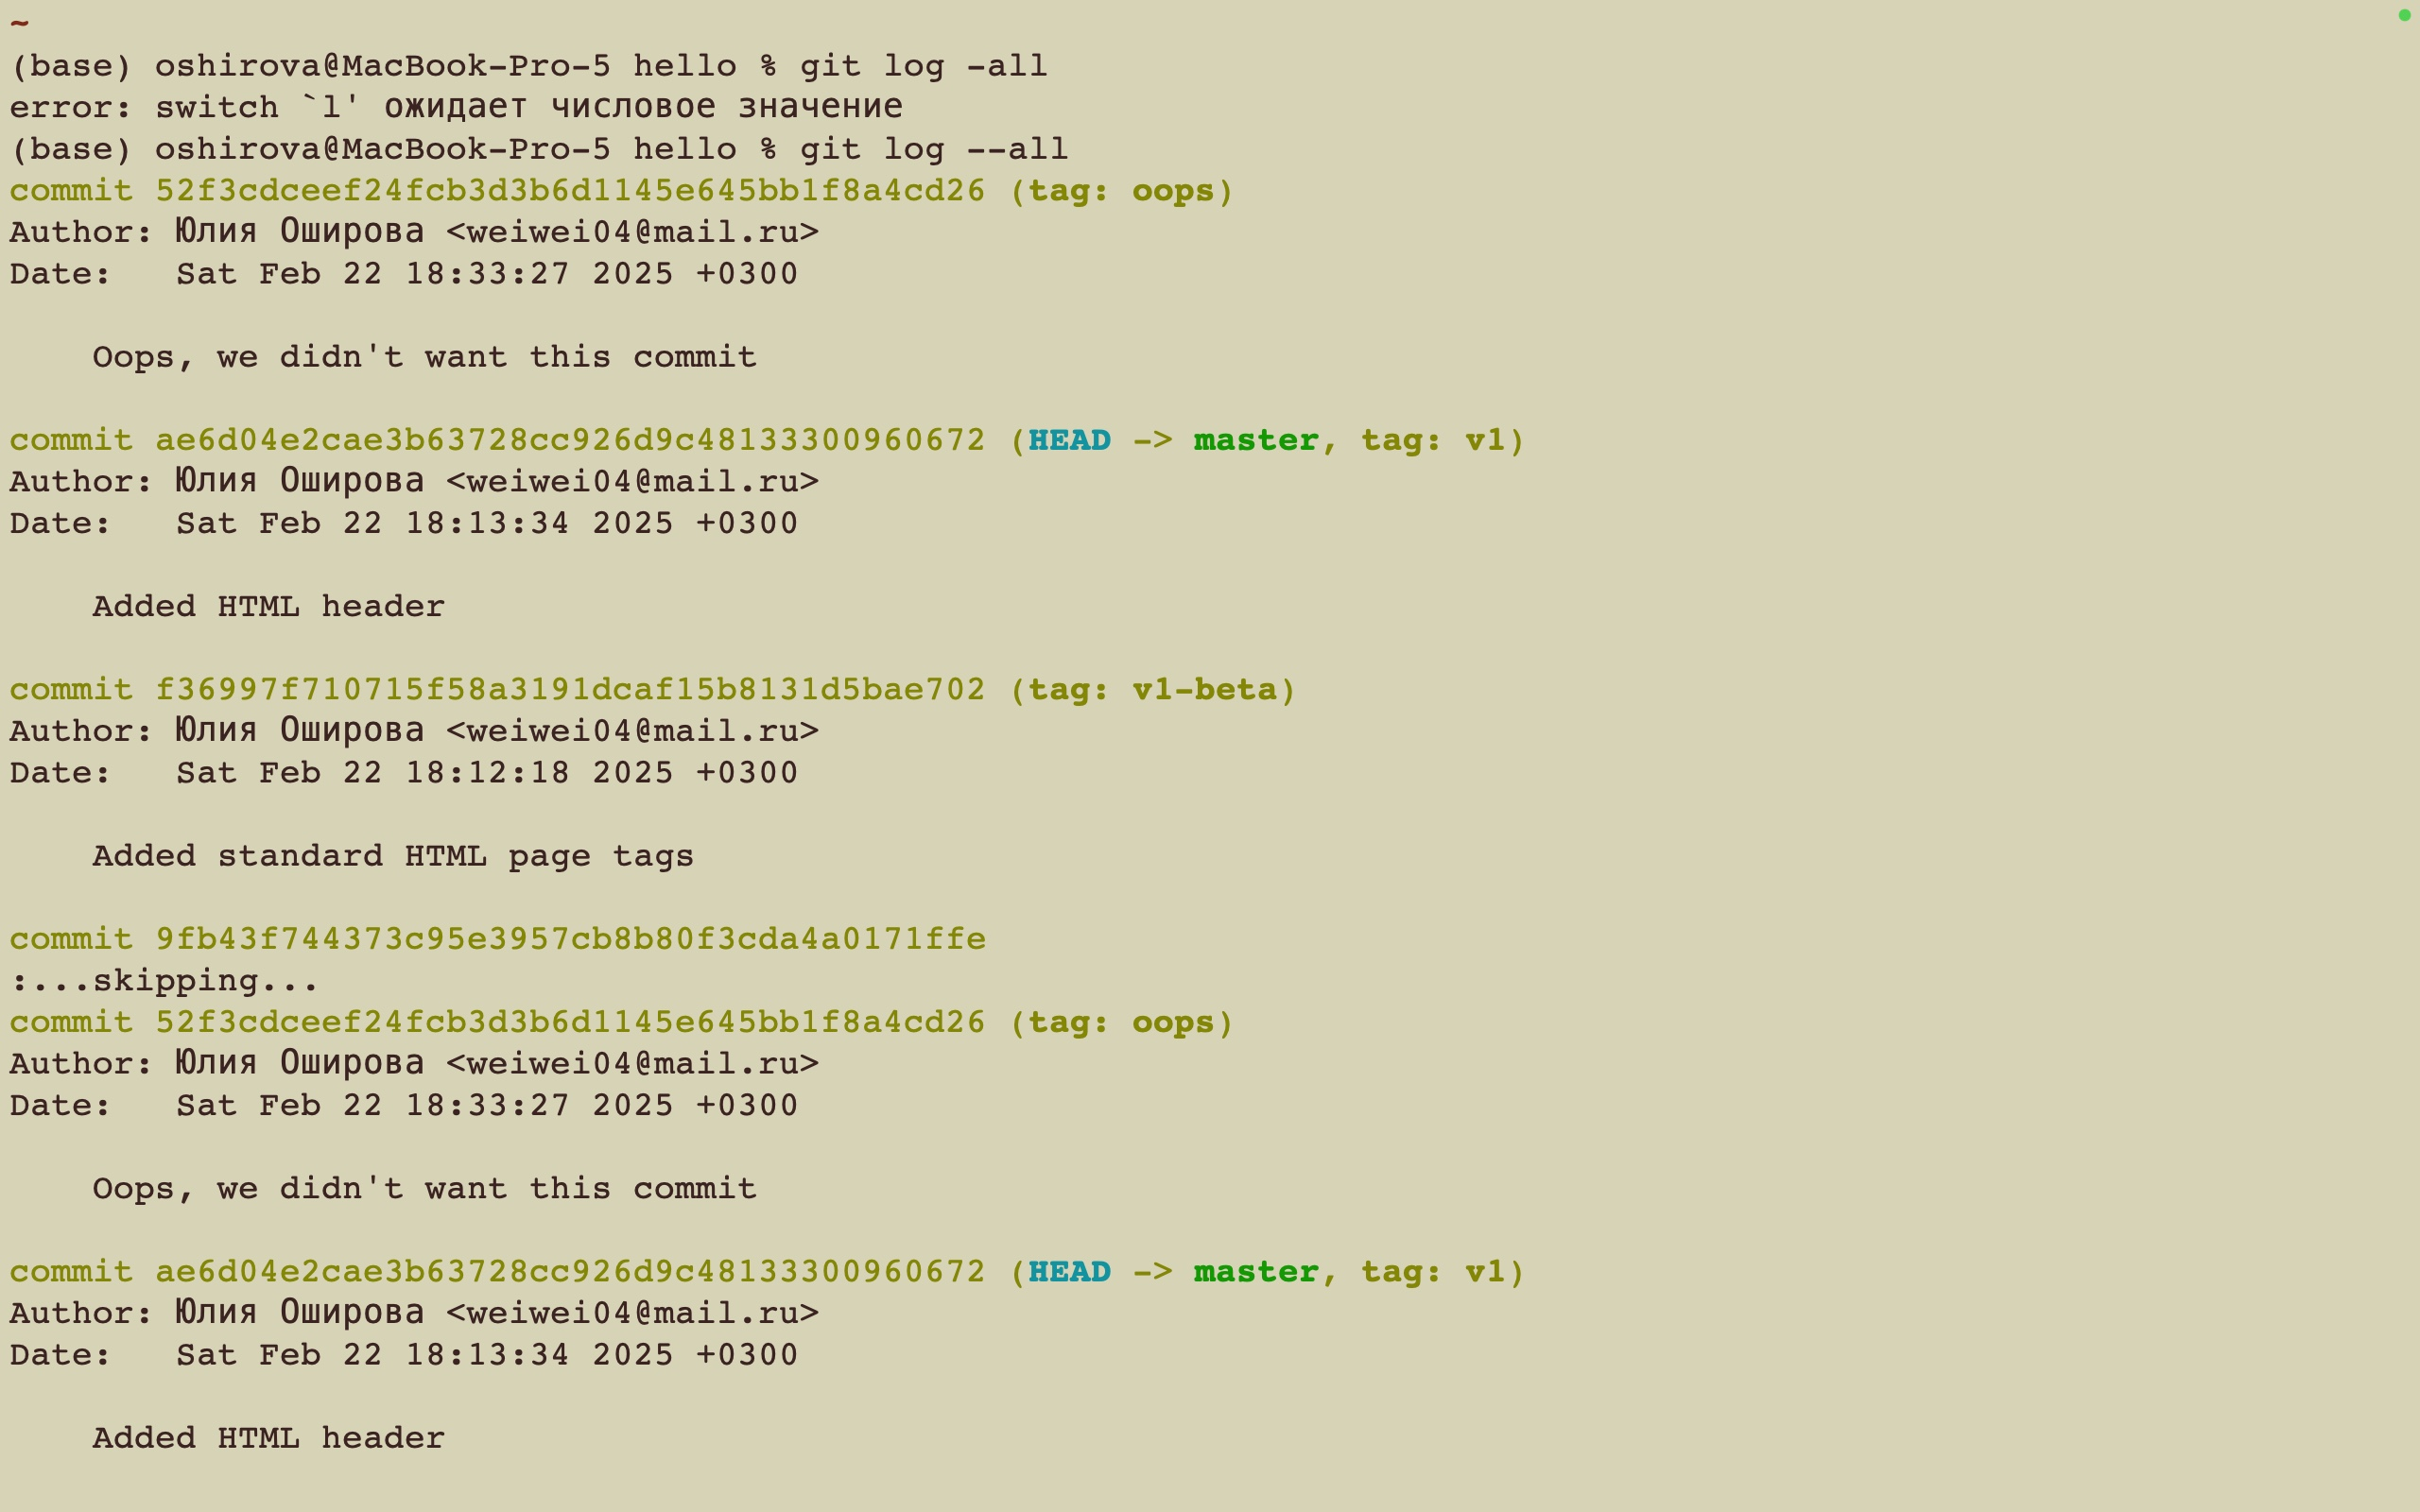 ~
(base) oshirova@MacBook-Pro-5 hello % git log -all
error: switch `l' ожидает числовое значение
(base) oshirova@MacBook-Pro-5 hello % git log --all
commit 52f3cdceef24fcb3d3b6d1145e645bb1f8a4cd26 (tag: oops)
Author: Юлия Оширова <weiwei04@mail.ru>
Date:   Sat Feb 22 18:33:27 2025 +0300
    Oops, we didn't want this commit
commit ae6d04e2cae3b63728cc926d9c48133300960672 (HEAD -> master, tag: v1)
Author: Юлия Оширова <weiwei04@mail.ru>
Date:   Sat Feb 22 18:13:34 2025 +0300
    Added HTML header
commit f36997f710715f58a3191dcaf15b8131d5bae702 (tag: v1-beta)
Author: Юлия Оширова <weiwei04@mail.ru>
Date:   Sat Feb 22 18:12:18 2025 +0300
    Added standard HTML page tags
commit 9fb43f744373c95e3957cb8b80f3cda4a0171ffe
:...skipping...
commit 52f3cdceef24fcb3d3b6d1145e645bb1f8a4cd26 (tag: oops)
Author: Юлия Оширова <weiwei04@mail.ru>
Date:   Sat Feb 22 18:33:27 2025 +0300
    Oops, we didn't want this commit
commit ae6d04e2cae3b63728cc926d9c48133300960672 (HEAD -> master, tag: v1)
Author: Юлия Оширова <weiwei04@mail.ru>
Date:   Sat Feb 22 18:13:34 2025 +0300
    Added HTML header